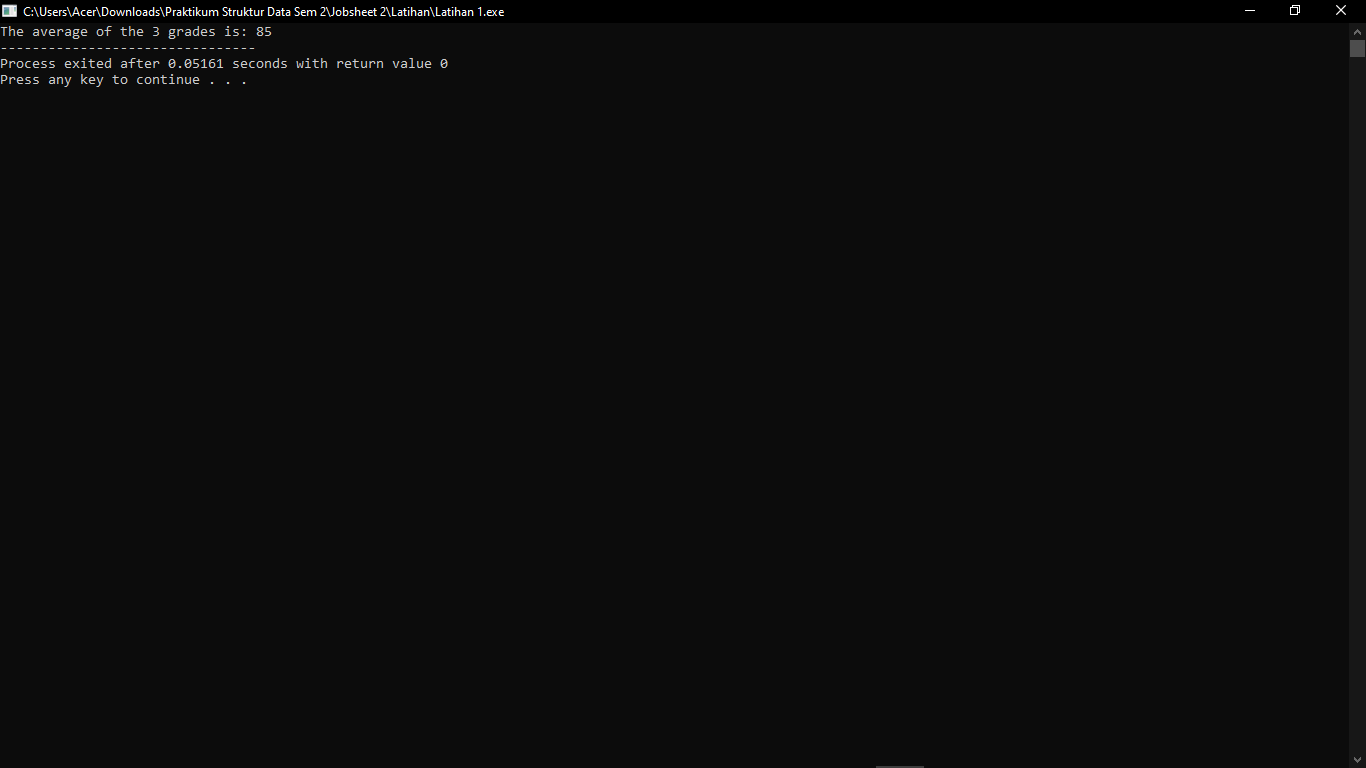 C:\Users\Acer\Downloads\Praktikum Struktur Data Sem 2\Jobsheet 2\Latihan\Latihan 1.exe
The average of the 3 grades is: 85
--------------------------------
Process exited after 0.05161 seconds with return value 0
Press any key to continue . . .